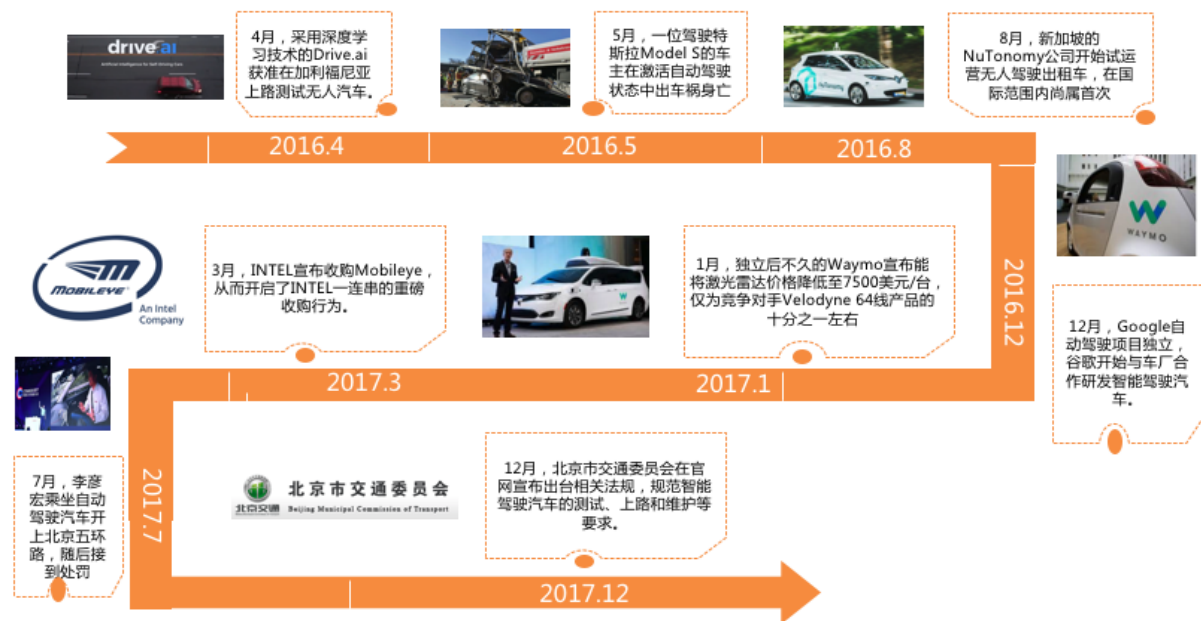 drive ai
Artificial Intelligence for Self-Driving Cars
4月，采用深度学
习技术的Drive.ai
获准在加利福尼亚
上路测试无人汽车。
5月，一位驾驶特
斯拉Model S的车
主在激活自动驾驶
状态中出车祸身亡
NuTonomy
8月，新加坡的
NuTonomy公司开始试运
营无人驾驶出租车，在国
际范围内尚属首次
2016.4
2016.5
2016.8
WAYMO
2016.12
12月，Google自
动驾驶项目独立，
谷歌开始与车厂合
作研发智能驾驶汽
车。
1月，独立后不久的Waymo宣布能
将激光雷达价格降低至7500美元/台，
仅为竞争对手Velodyne 64线产品的
十分之一左右
2017.1
3月，INTEL宣布收购Mobileye，
从而开启了INTEL一连串的重磅
收购行为。
MOBILEYE
An Intel
Company
2017.3
7月，李彦
宏乘坐自动
驾驶汽车开
上北京五环
路，随后接
到处罚
2017.7
北京交通
北京市交通委员会
Beijing Municipal Commission of Transport
12月，北京市交通委员会在官
网宣布出台相关法规，规范智能
驾驶汽车的测试、上路和维护等
要求。
2017.12